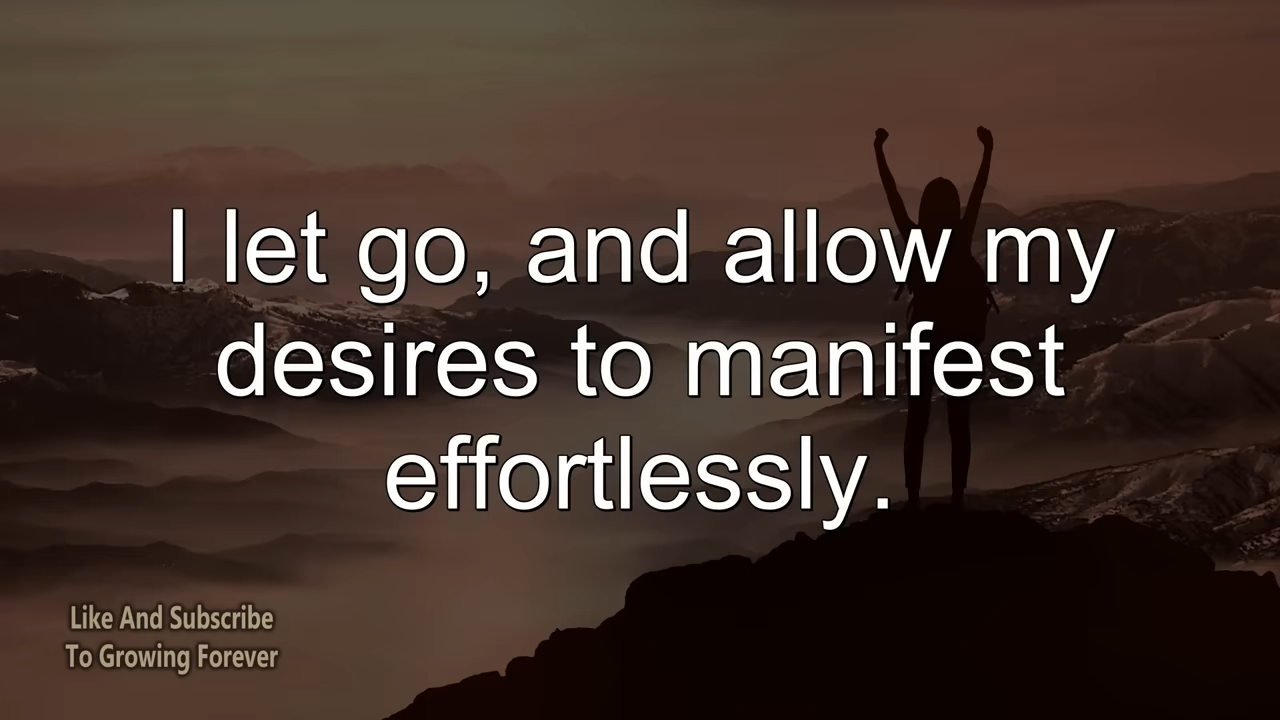 I let go, and allow my
desires to manifest
effortlessly.
Like And Subscribe
To Growing Forever